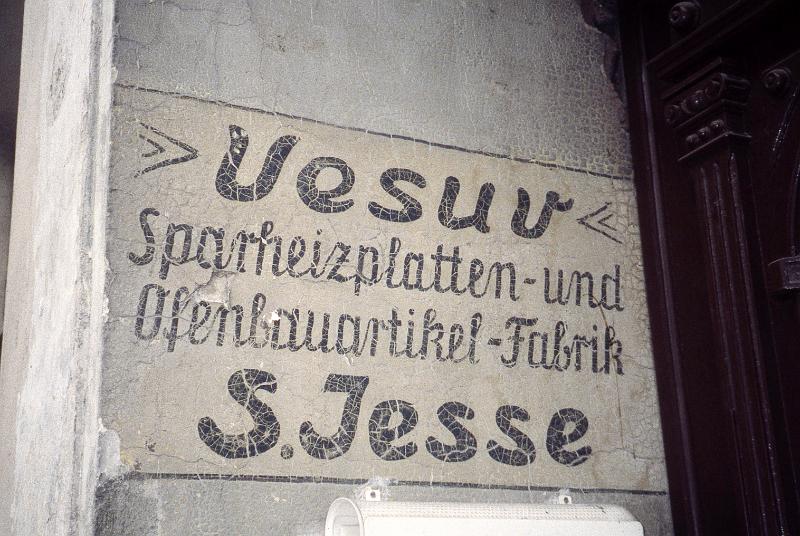 »Vesuv«
Sparheizplatten-und
Ofenbauartikel-Fabrik
S.Jesse